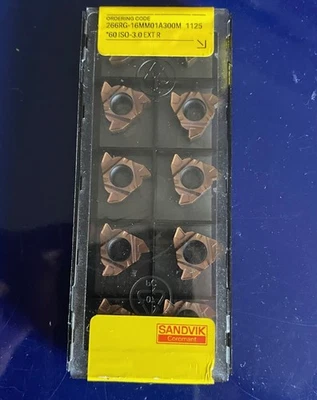 ORDERING CODE
266RG-16MM01A300M 1125
*60 ISO-3.0 EXT R
SANDVIK
Coromant